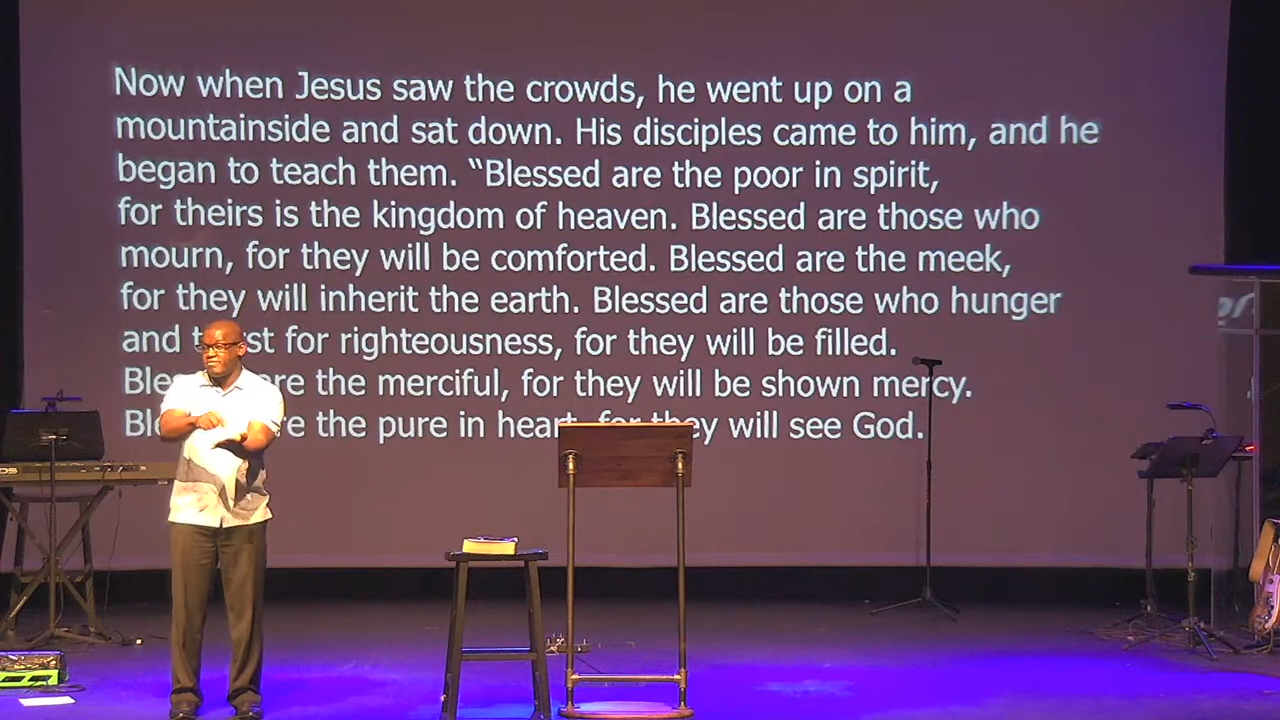 Now when Jesus saw the crowds, he went up on a
mountainside and sat down. His disciples came to him, and he
began to teach them. “Blessed are the poor in spirit,
for theirs is the kingdom of heaven. Blessed are those who
mourn, for they will be comforted. Blessed are the meek,
for they will inherit the earth. Blessed are those who hunger
and for righteousness, for they will be filled.
the merciful, for they will be shown mercy.
the pure in heart, for they will see God.